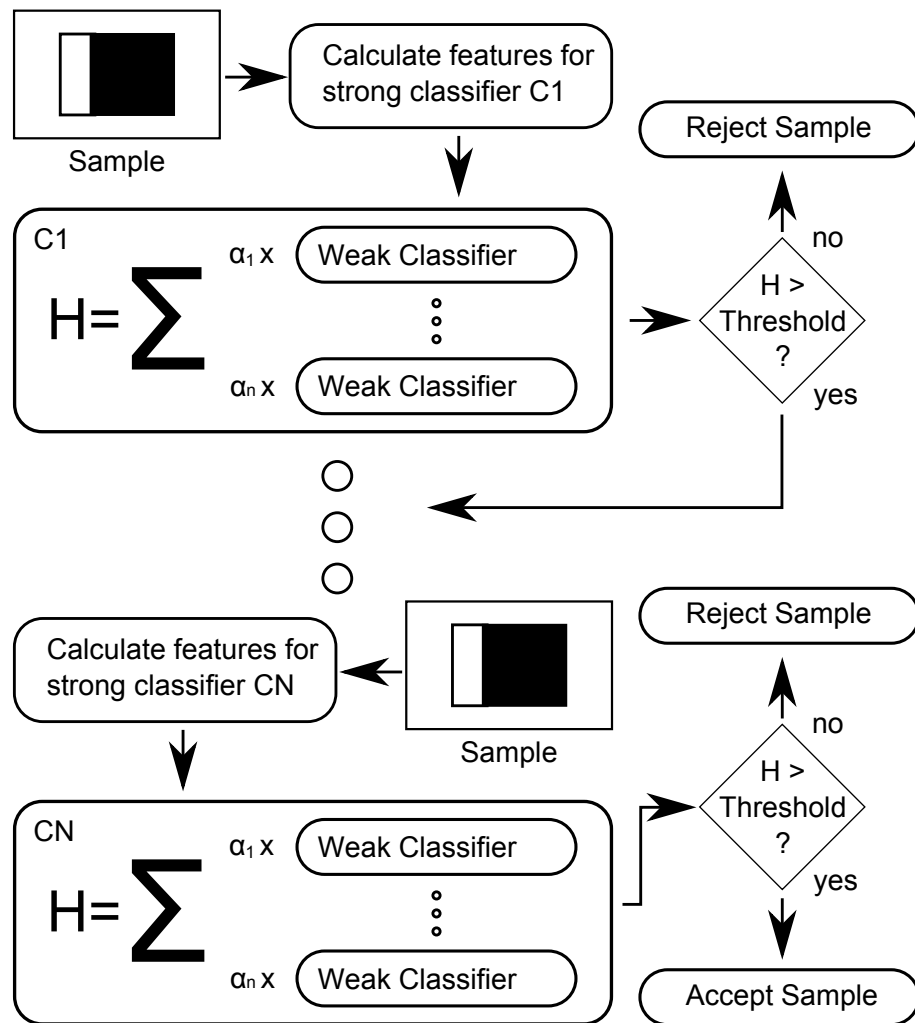 Calculate features for
strong classifier C1
Sample
Reject Sample
C1
α₁ x Weak Classifier
H=∑
αₙ x Weak Classifier
no
H >
Threshold
?
yes
Calculate features for
strong classifier CN
Sample
Reject Sample
CN
α₁ x Weak Classifier
H=∑
αₙ x Weak Classifier
no
H >
Threshold
?
yes
Accept Sample